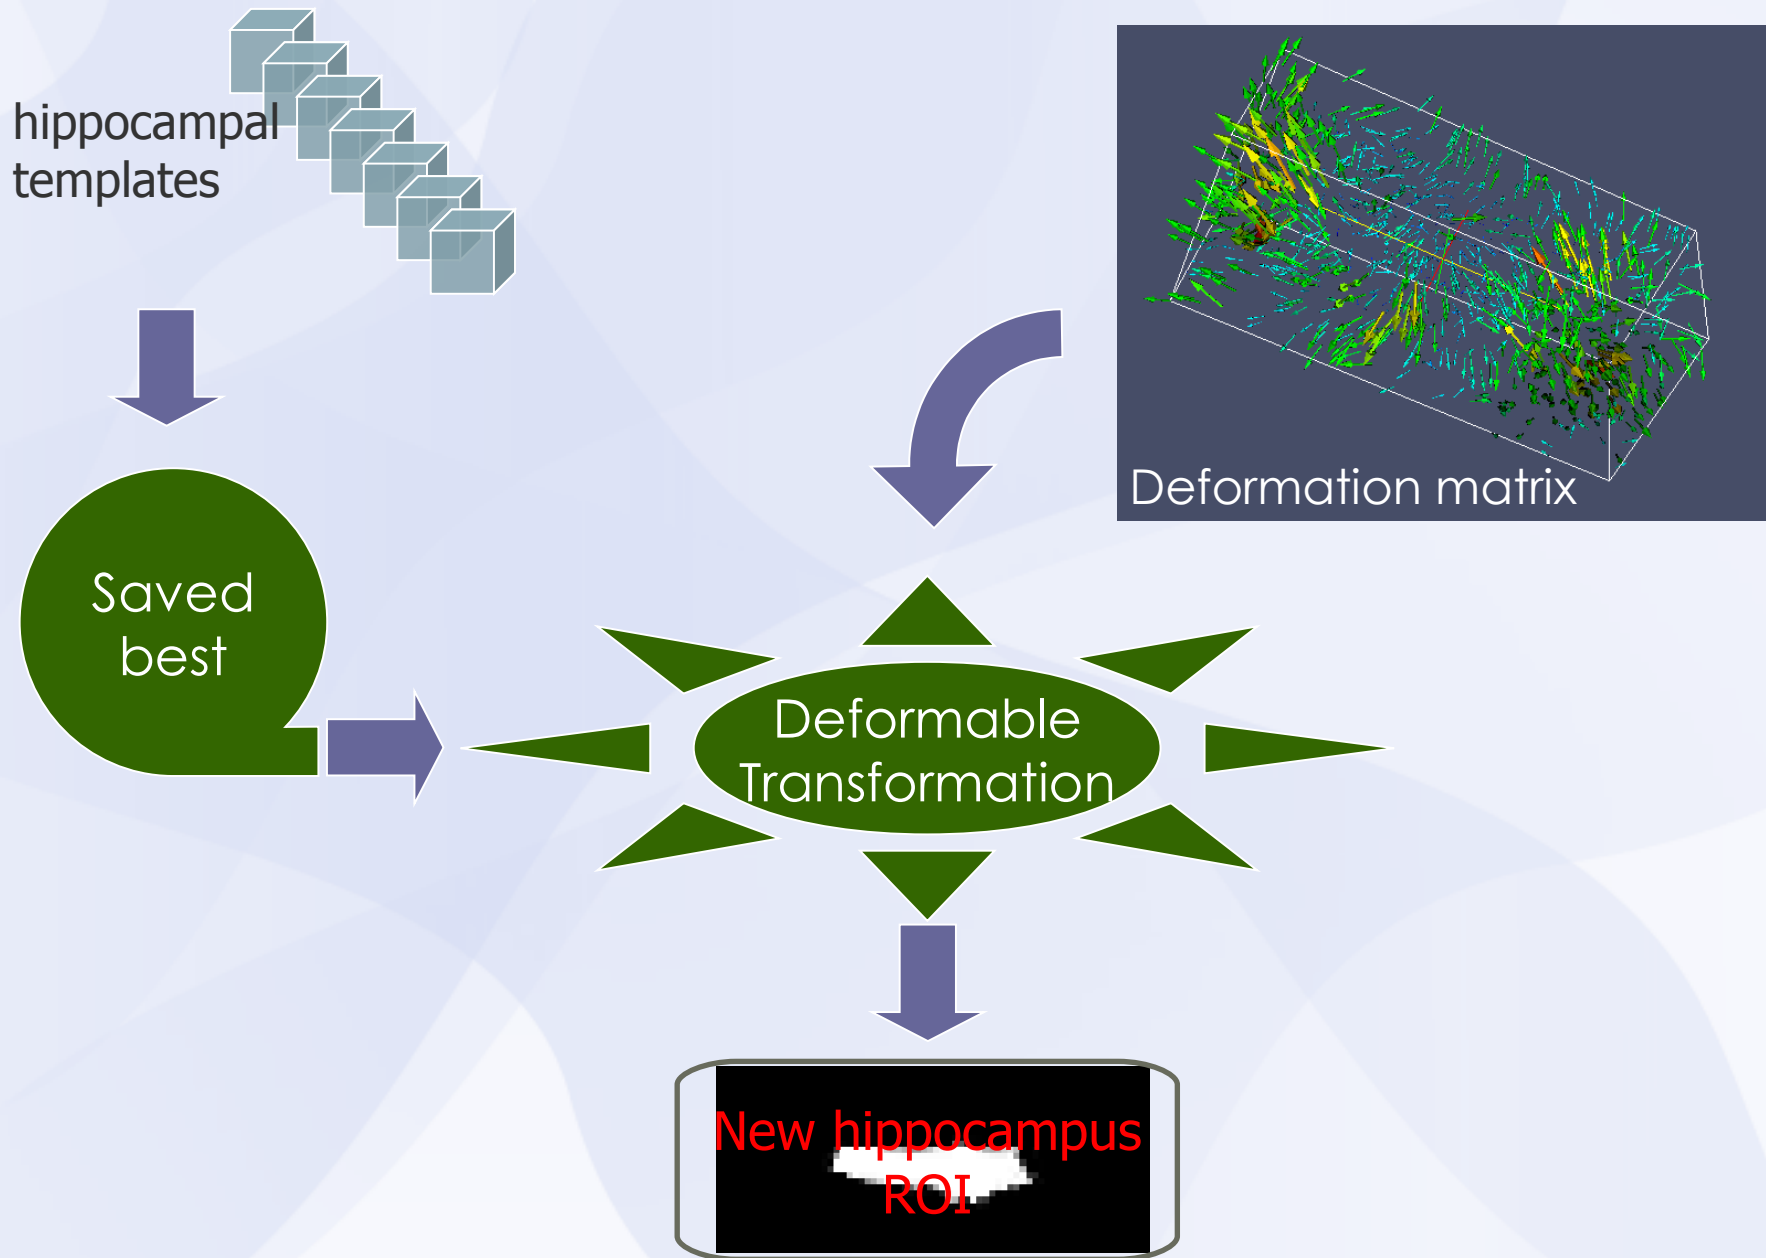 hippocampal
templates
Deformation matrix
Saved
best
Deformable
Transformation
New hippocampus
ROI